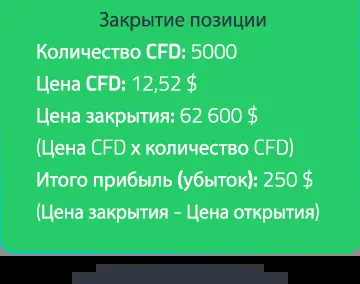 Закрытие позиции
Количество CFD: 5000
Цена CFD: 12,52 $
Цена закрытия: 62 600 $
(Цена CFD x количество CFD)
Итого прибыль (убыток): 250 $
(Цена закрытия - Цена открытия)